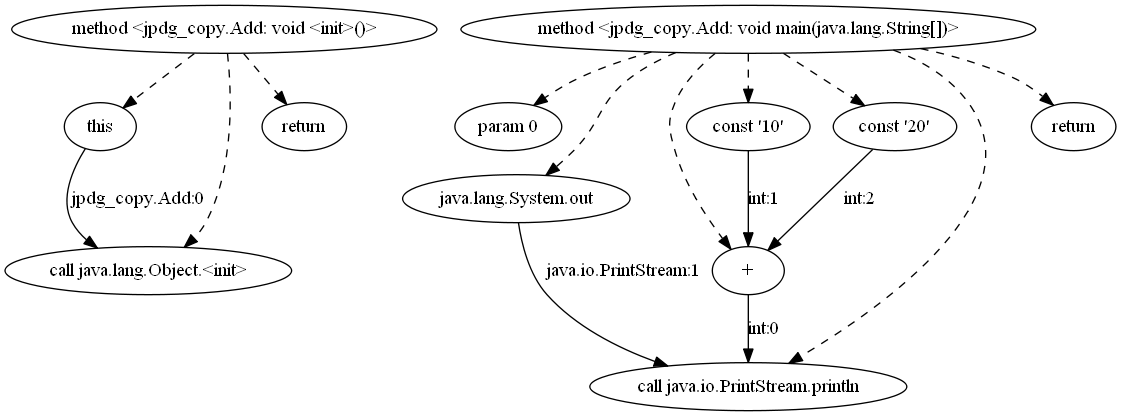 method <jpdg_copy.Add: void <init>()>
method <jpdg_copy.Add: void main(java.lang.String[])>
this
return
param 0
const '10'
const '20'
return
jpdg_copy.Add:0
java.lang.System.out
int:1
int:2
call java.lang.Object.<init>
java.io.PrintStream:1
+
int:0
call java.io.PrintStream.println